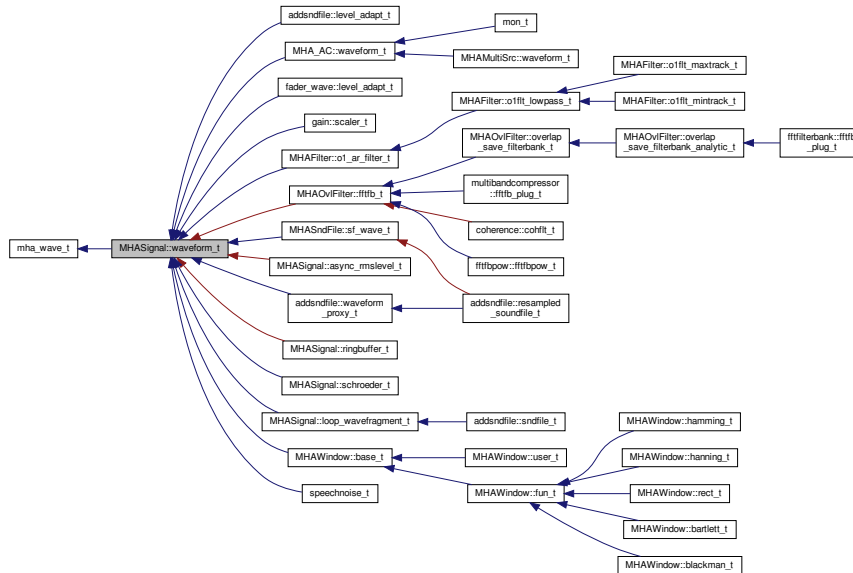 addsndfile::level_adapt_t
mon_t
MHA_AC::waveform_t
MHAMultiSrc::waveform_t
MHAFilter::o1flt_maxtrack_t
fader_wave::level_adapt_t
MHAFilter::o1flt_lowpass_t
MHAFilter::o1flt_mintrack_t
gain::scaler_t
MHAOvlFilter::overlap
_save_filterbank_t
MHAOvlFilter::overlap
_save_filterbank_analytic_t
fftfilterbank::fftfb
_plug_t
MHAFilter::o1_ar_filter_t
MHAOvlFilter::fftfb_t
multibandcompressor
::fftfb_plug_t
MHASndFile::sf_wave_t
coherence::cohflt_t
mha_wave_t
MHASignal::waveform_t
MHASignal::async_rmslevel_t
fftfbpow::fftfbpow_t
addsndfile::waveform
_proxy_t
addsndfile::resampled
_soundfile_t
MHASignal::ringbuffer_t
MHASignal::schroeder_t
MHASignal::loop_wavefragment_t
addsndfile::sndfile_t
MHAWindow::hamming_t
MHAWindow::base_t
MHAWindow::user_t
MHAWindow::hanning_t
speechnoise_t
MHAWindow::fun_t
MHAWindow::rect_t
MHAWindow::bartlett_t
MHAWindow::blackman_t